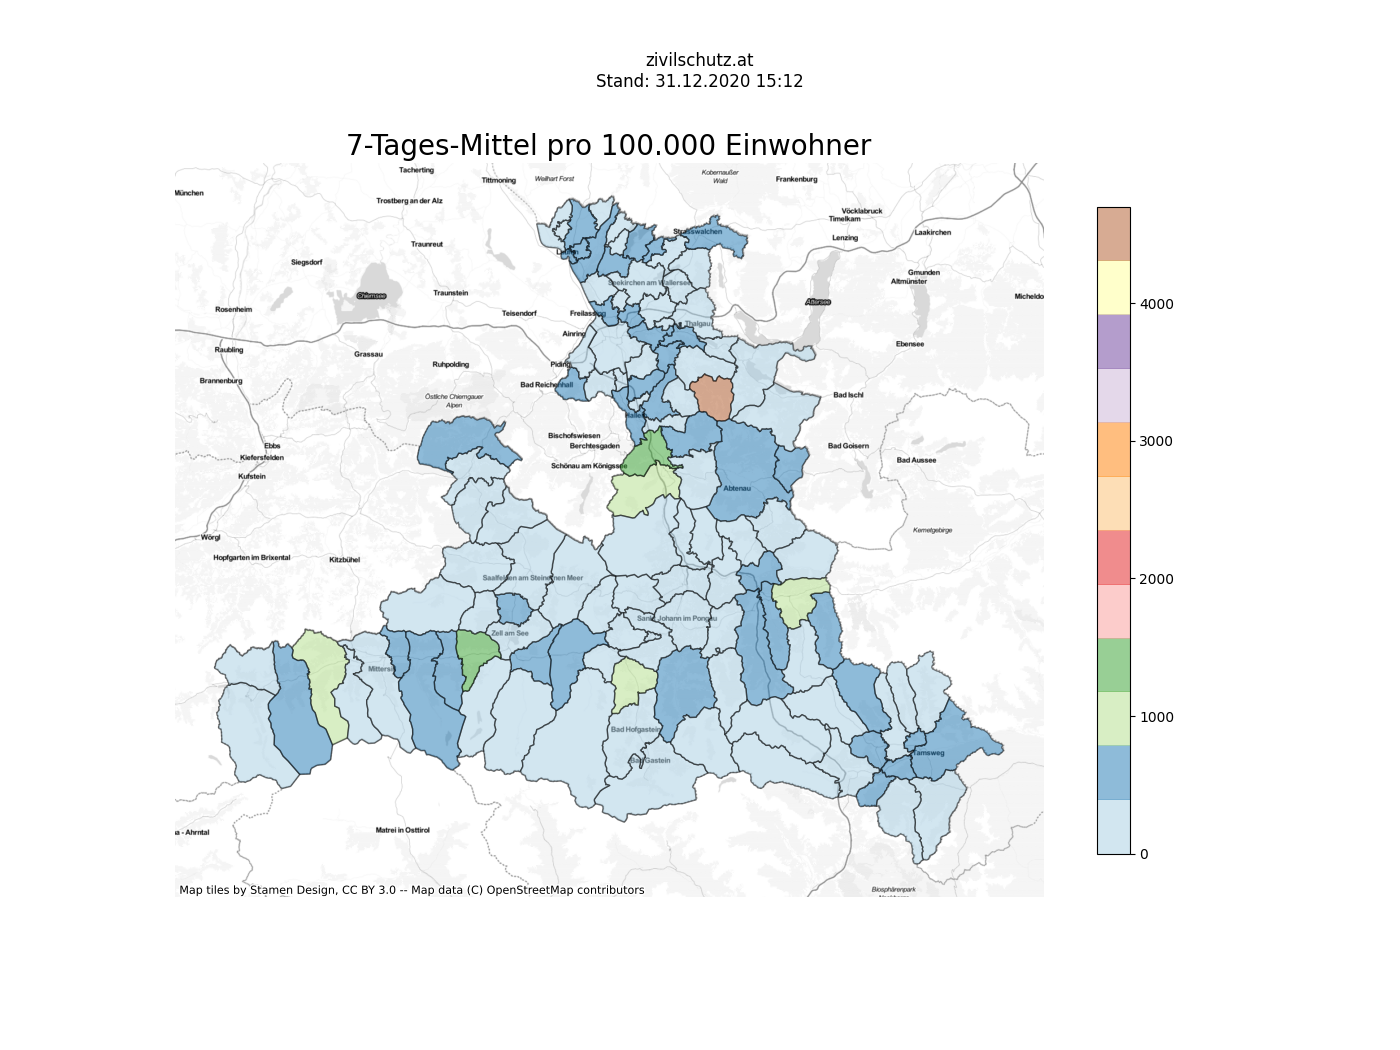 zivilschutz.at
Stand: 31.12.2020 15:12
7-Tages-Mittel pro 100.000 Einwohner
Tacherting
Tittmoning
Weilhart Forst
Kobernaußer
Wald
Frankenburg
München
Trostberg an der Alz
Vöcklabruck
Timelkam
Laakirchen
Strasswalchen
Lenzing
Traunreut
Siegsdorf
Gmunden
Altmünster
Seekirchen am Wallersee
Chiemsee
Traunstein
Attersee
Micheldo
Rosenheim
Teisendorf
Freilassing
Thalgau
Ainring
Ebensee
Raubling
Grassau
Ruhpolding
Piding
Brannenburg
Bad Reichenhall
Östliche Chiemgauer
Alpen
Bad Ischl
Hallein
Bischofswiesen
Ebbs
Berchtesgaden
Bad Goisern
Kiefersfelden
Schönau am Königssee
Bad Aussee
Kufstein
Abtenau
Wörgl
Kemetgebirge
Hopfgarten im Brixental
Kitzbühel
Saalfelden am Steinernen Meer
Sankt Johann im Pongau
Zell am See
Mittersill
Bad Hofgastein
Tamsweg
Bad Gastein
Matrei in Osttirol
- Ahrntal
Biosphärenpark
Map tiles by Stamen Design, CC BY 3.0 -- Map data (C) OpenStreetMap contributors
4000
3000
2000
1000
0